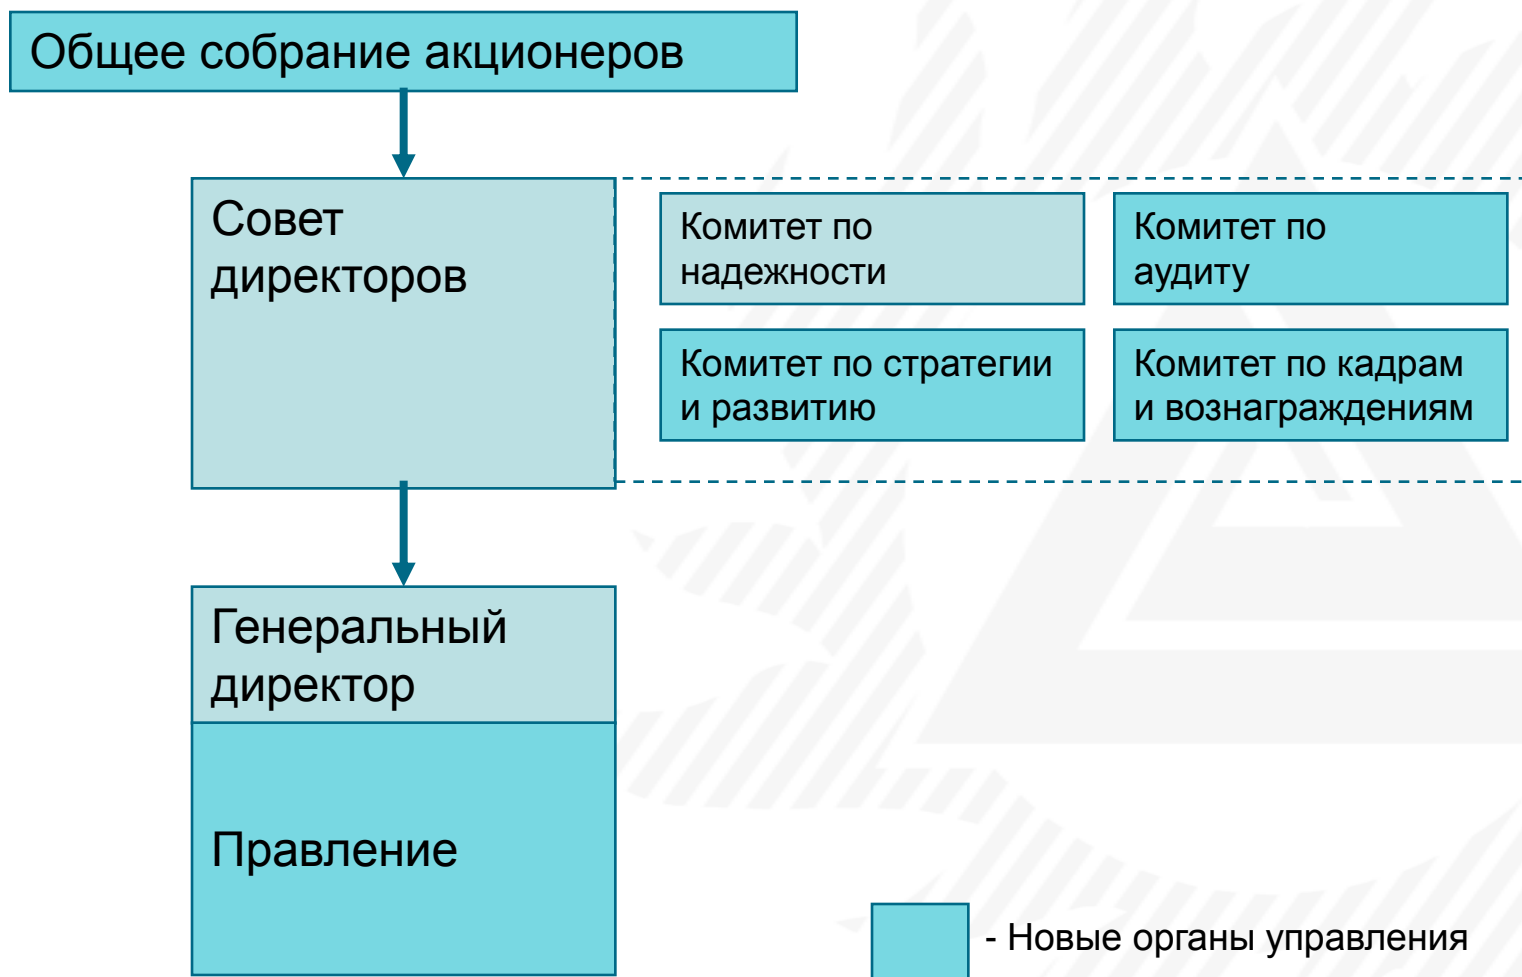 Общее собрание акционеров
Совет
директоров
Комитет по
надежности
Комитет по
аудиту
Комитет по стратегии
и развитию
Комитет по кадрам
и вознаграждениям
Генеральный
директор
Правление
- Новые органы управления